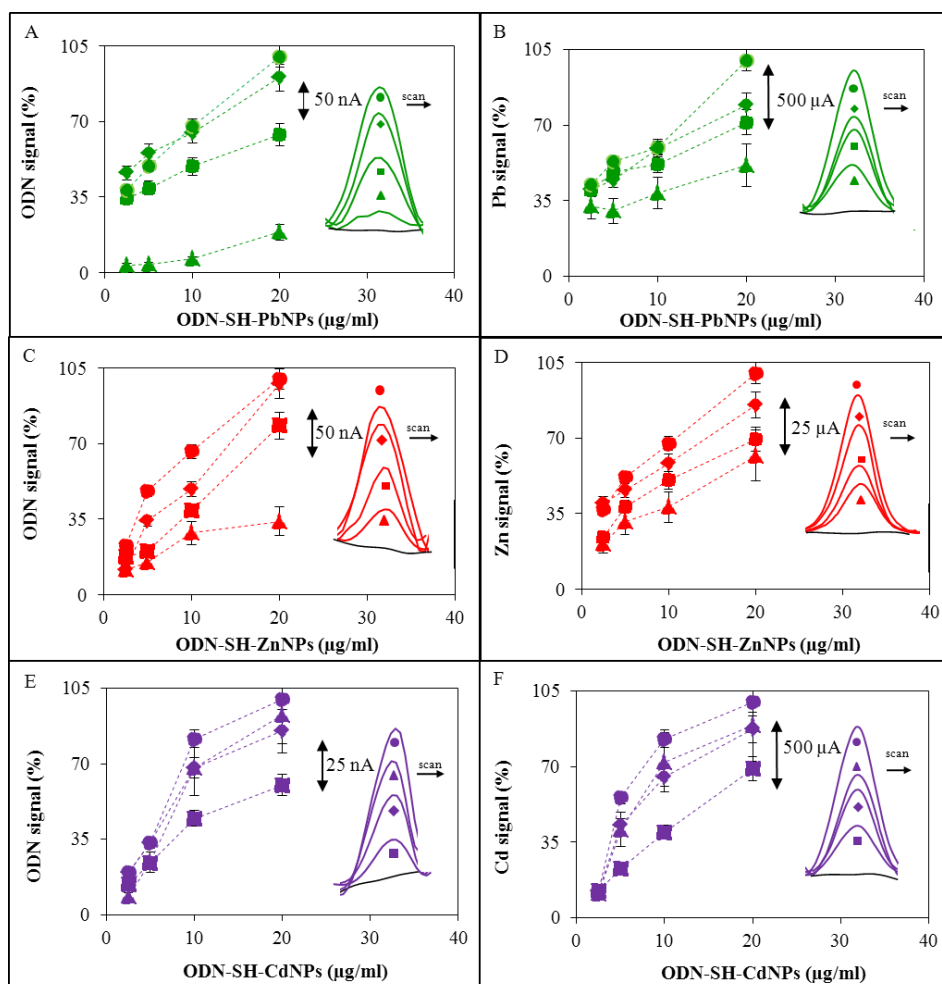 A
105
70
35
0
ODN signal (%)
50 nA
scan
0
10
20
30
40
ODN-SH-PbNPs (µg/ml)
B
105
70
35
0
Pb signal (%)
500 µA
scan
0
10
20
30
40
ODN-SH-PbNPs (µg/ml)
C
105
70
35
0
ODN signal (%)
50 nA
scan
0
10
20
30
40
ODN-SH-ZnNPs (µg/ml)
D
105
70
35
0
Zn signal (%)
25 µA
scan
0
10
20
30
40
ODN-SH-ZnNPs (µg/ml)
E
105
70
35
0
ODN signal (%)
25 nA
scan
0
10
20
30
40
ODN-SH-CdNPs (µg/ml)
F
105
70
35
0
Cd signal (%)
500 µA
scan
0
10
20
30
40
ODN-SH-CdNPs (µg/ml)